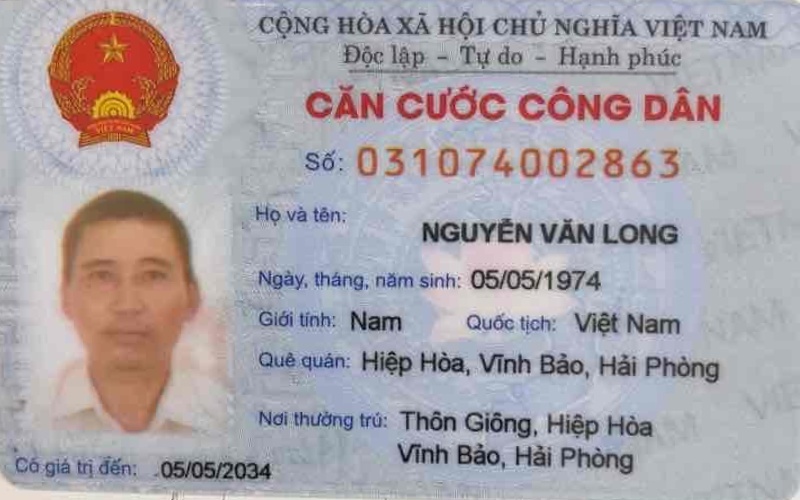 CỘNG HÒA XÃ HỘI CHỦ NGHĨA VIỆT NAM
Độc lập – Tự do – Hạnh phúc
CĂN CƯỚC CÔNG DÂN
VIỆT NAM
Số: 031074002863
Họ và tên:
NGUYỄN VĂN LONG
Ngày, tháng, năm sinh: 05/05/1974
Giới tính: Nam Quốc tịch: Việt Nam
Quê quán: Hiệp Hòa, Vĩnh Bảo, Hải Phòng
Nơi thường trú: Thôn Giông, Hiệp Hòa
Vĩnh Bảo, Hải Phòng
Có giá trị đến: 05/05/2034